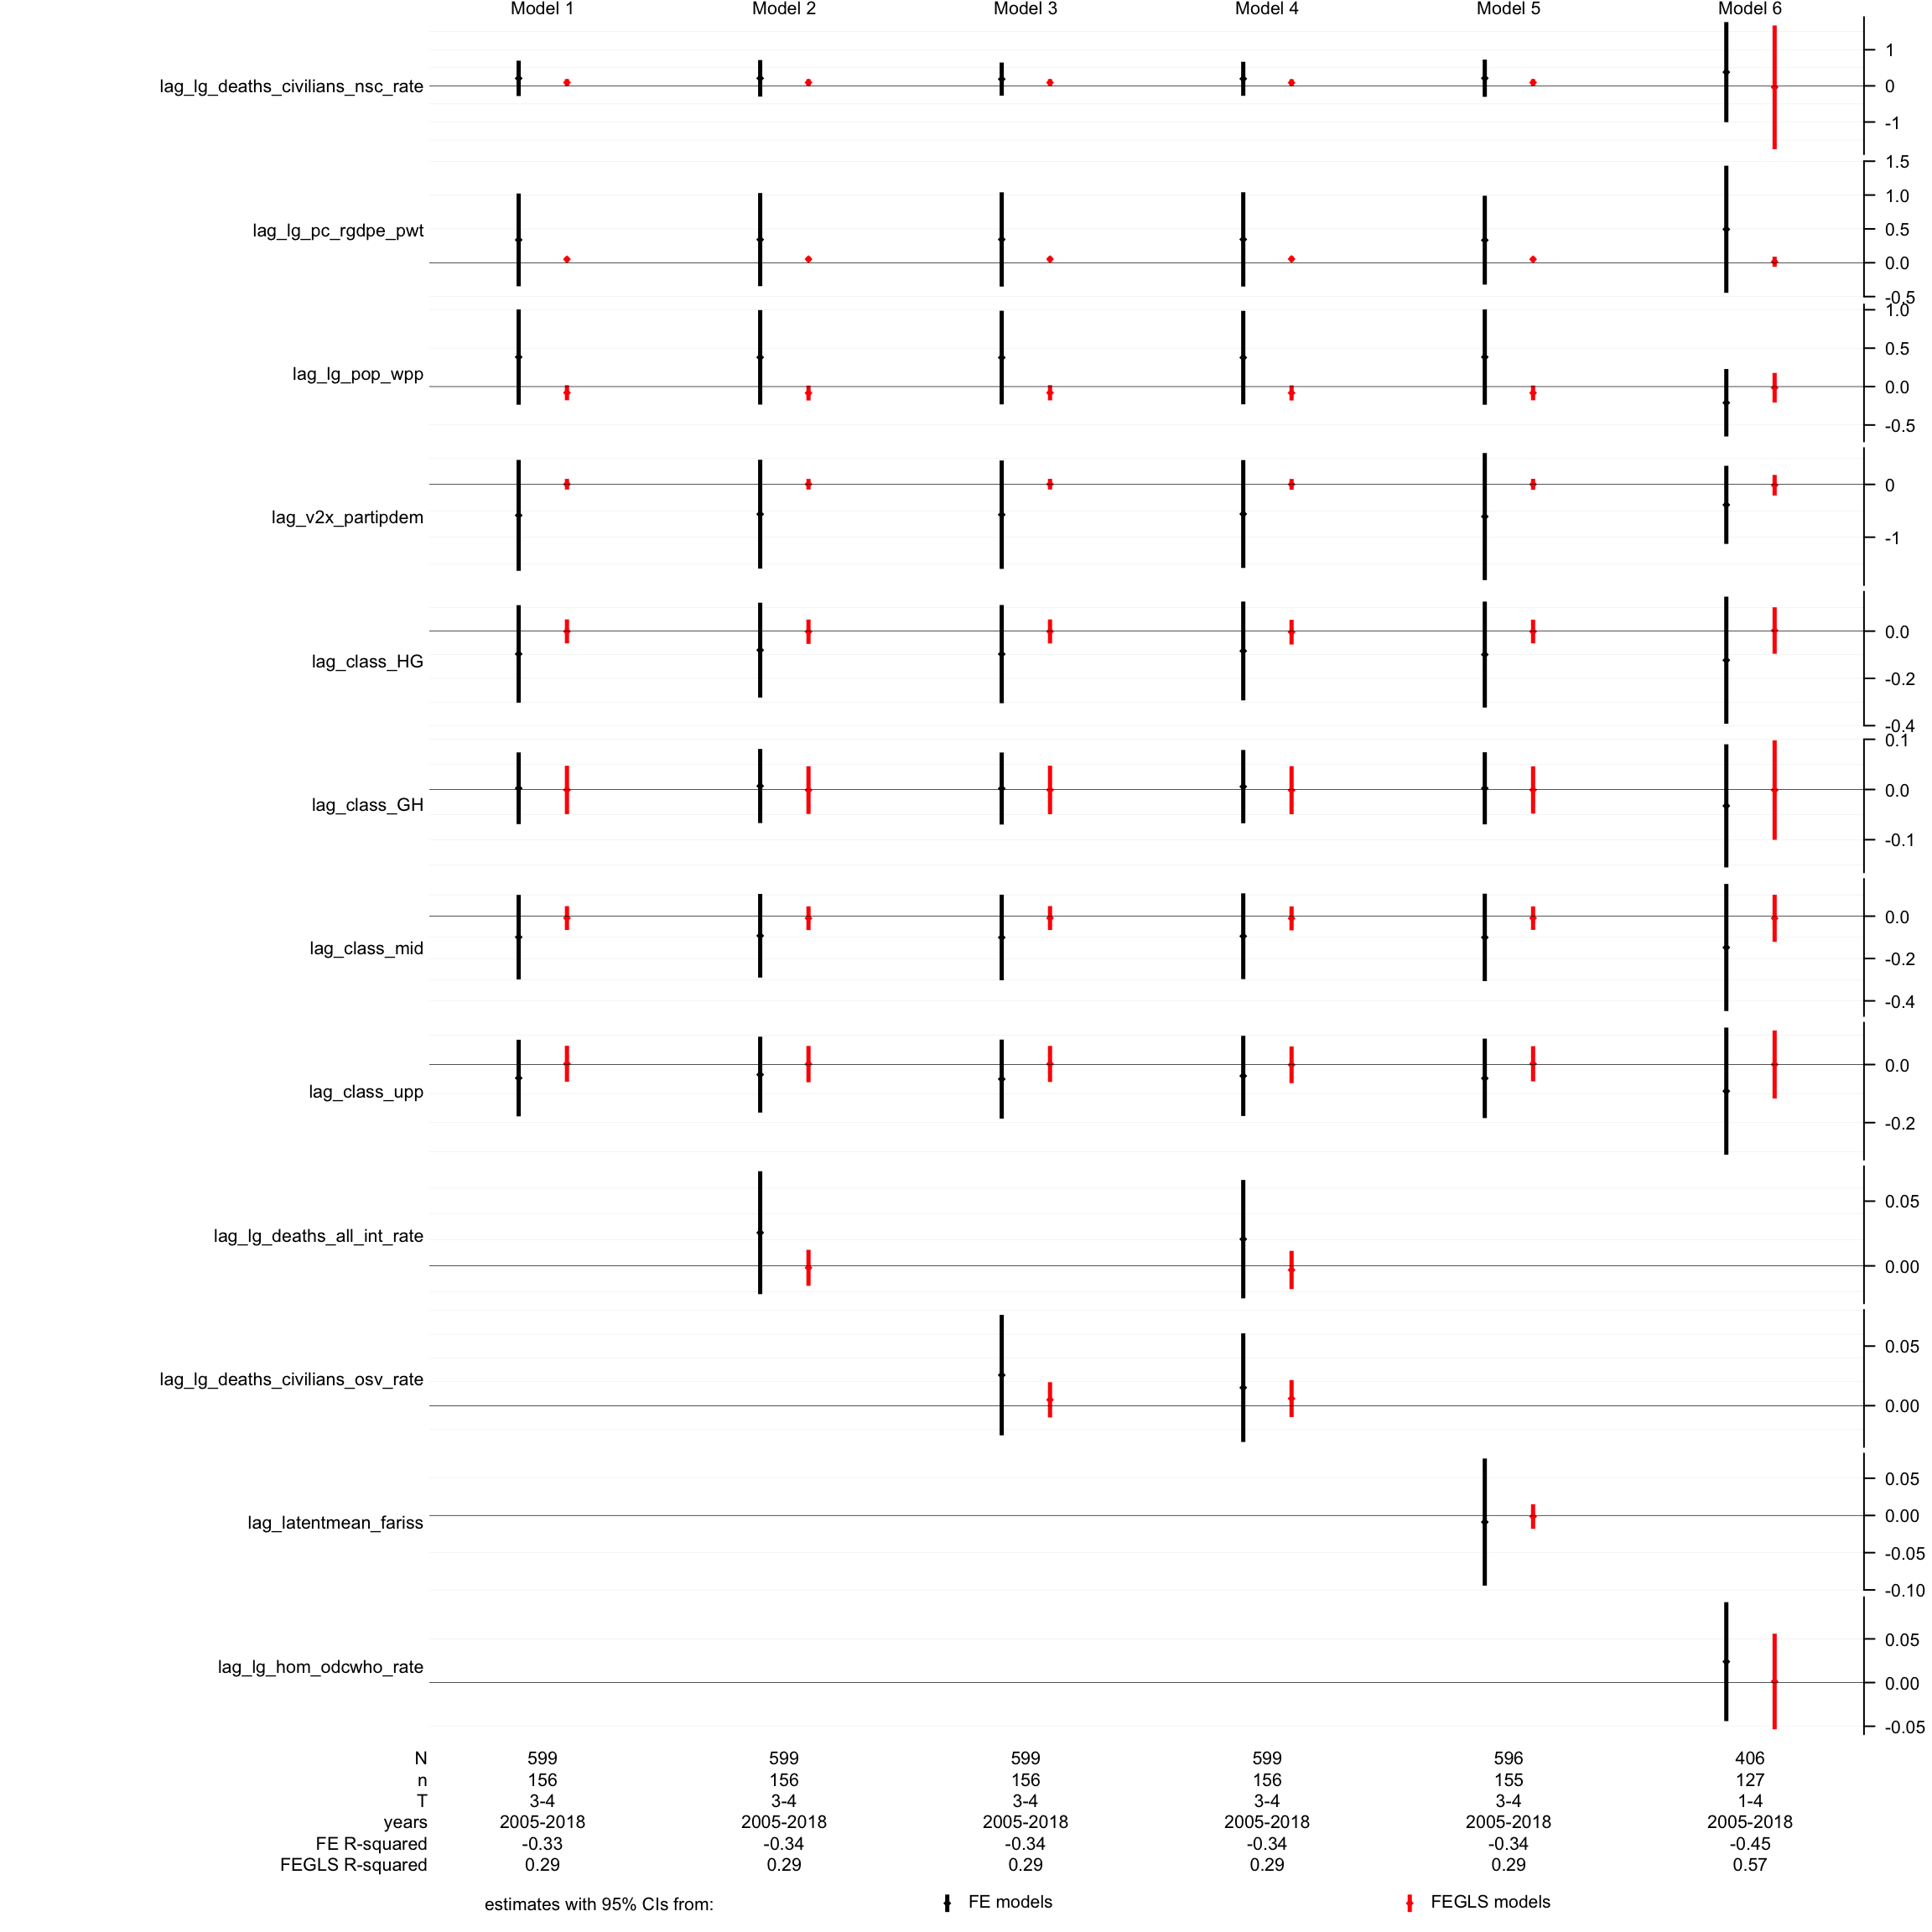 Model 1 Model 2 Model 3 Model 4 Model 5 Model 6
lag_lg_deaths_civilians_nsc_rate
1
0
-1
lag_lg_pc_rgdpe_pwt
1.5
1.0
0.5
0.0
-0.5
lag_lg_pop_wpp
1.0
0.5
0.0
-0.5
lag_v2x_partipdem
0
-1
lag_class_HG
0.0
-0.2
-0.4
lag_class_GH
0.1
0.0
-0.1
lag_class_mid
0.0
-0.2
-0.4
lag_class_upp
0.0
-0.2
lag_lg_deaths_all_int_rate
0.05
0.00
lag_lg_deaths_civilians_osv_rate
0.05
0.00
lag_latentmean_fariss
0.05
0.00
-0.05
-0.10
lag_lg_hom_odcwho_rate
0.05
0.00
-0.05
N 599 599 599 599 596 406
n 156 156 156 156 155 127
T 3-4 3-4 3-4 3-4 3-4 1-4
years 2005-2018 2005-2018 2005-2018 2005-2018 2005-2018 2005-2018
FE R-squared -0.33 -0.34 -0.34 -0.34 -0.34 -0.45
FEGLS R-squared 0.29 0.29 0.29 0.29 0.29 0.57
estimates with 95% CIs from: FE models FEGLS models